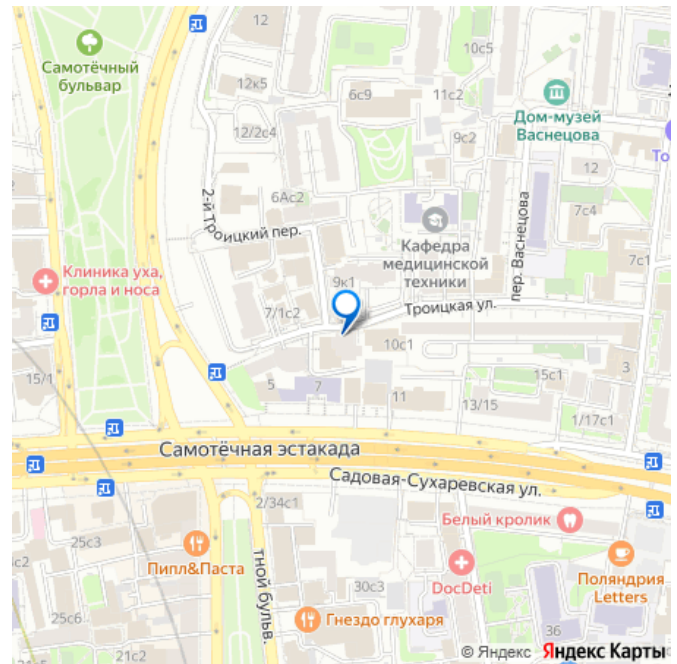 12
10с5
Самотёчный
бульвар
12к5
6с9
11с2
Дом-музей
Васнецова
12/2с4
9с2
То
12
6Ас2
7с4
2-й Троицкий пер.
Кафедра
медицинской
техники
пер. Васнецова
7с1
Клиника уха,
горла и носа
9к1
7/1с2
Троицкая ул.
10с1
15/1
5
7
11
15с1
3
13/15
1/17с1
Самотёчная эстакада
Садовая-Сухаревская ул.
2/34с1
Белый кролик
25с3
Пипл&Паста
тной бульв.
30с3
DocDeti
Поляндрия
Letters
25с6
Гнездо глухаря
36
21с2
© Яндекс Яндекс Карты